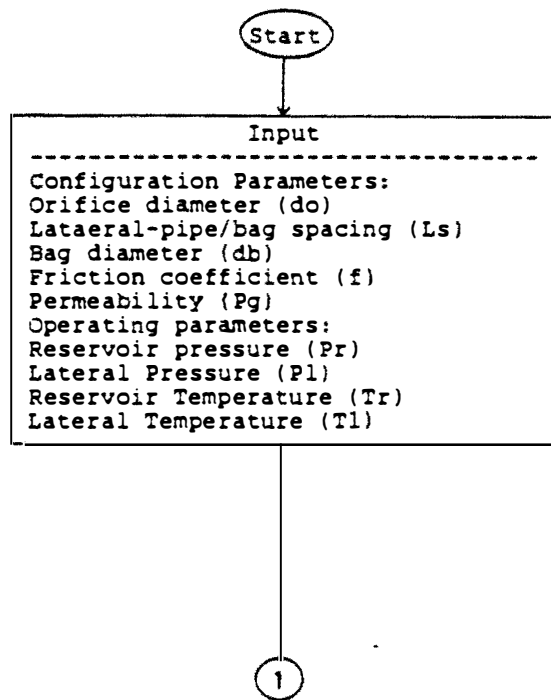 Start
Input
Configuration Parameters:
Orifice diameter (do)
Lataeral-pipe/bag spacing (Ls)
Bag diameter (db)
Friction coefficient (f)
Permeability (Pg)
Operating parameters:
Reservoir pressure (Pr)
Lateral Pressure (Pl)
Reservoir Temperature (Tr)
Lateral Temperature (Tl)
1